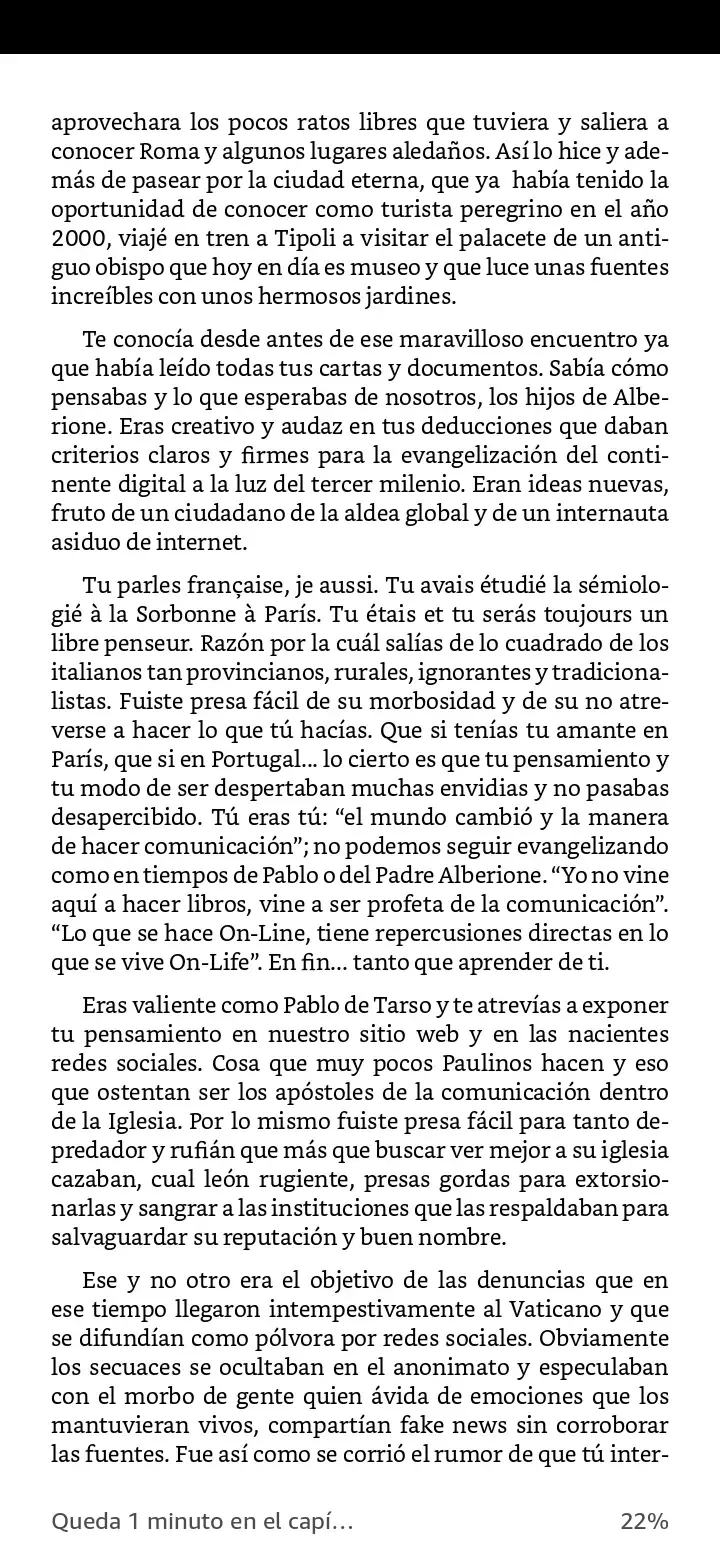 aprovechara los pocos ratos libres que tuviera y saliera a
conocer Roma y algunos lugares aledaños. Así lo hice y ade-
más de pasear por la ciudad eterna, que ya había tenido la
oportunidad de conocer como turista peregrino en el año
2000, viajé en tren a Tipoli a visitar el palacete de un anti-
guo obispo que hoy en día es museo y que luce unas fuentes
increíbles con unos hermosos jardines.
Te conocía desde antes de ese maravilloso encuentro ya
que había leído todas tus cartas y documentos. Sabía cómo
pensabas y lo que esperabas de nosotros, los hijos de Albe-
rione. Eras creativo y audaz en tus deducciones que daban
criterios claros y firmes para la evangelización del conti-
nente digital a la luz del tercer milenio. Eran ideas nuevas,
fruto de un ciudadano de la aldea global y de un internauta
asiduo de internet.
Tu parles française, je aussi. Tu avais étudié la sémiolo-
gié à la Sorbonne à París. Tu étais et tu serás toujours un
libre penseur. Razón por la cuál salías de lo cuadrado de los
italianos tan provincianos, rurales, ignorantes y tradiciona-
listas. Fuiste presa fácil de su morbosidad y de su no atre-
verse a hacer lo que tú hacías. Que si tenías tu amante en
París, que si en Portugal... lo cierto es que tu pensamiento y
tu modo de ser despertaban muchas envidias y no pasabas
desapercibido. Tú eras tú: “el mundo cambió y la manera
de hacer comunicación”; no podemos seguir evangelizando
como en tiempos de Pablo o del Padre Alberione. “Yo no vine
aquí a hacer libros, vine a ser profeta de la comunicación”.
“Lo que se hace On-Line, tiene repercusiones directas en lo
que se vive On-Life”. En fin... tanto que aprender de ti.
Eras valiente como Pablo de Tarso y te atrevías a exponer
tu pensamiento en nuestro sitio web y en las nacientes
redes sociales. Cosa que muy pocos Paulinos hacen y eso
que ostentan ser los apóstoles de la comunicación dentro
de la Iglesia. Por lo mismo fuiste presa fácil para tanto de-
predador y rufián que más que buscar ver mejor a su iglesia
cazaban, cual león rugiente, presas gordas para extorsio-
narlas y sangrar a las instituciones que las respaldaban para
salvaguardar su reputación y buen nombre.
Ese y no otro era el objetivo de las denuncias que en
ese tiempo llegaron intempestivamente al Vaticano y que
se difundían como pólvora por redes sociales. Obviamente
los secuaces se ocultaban en el anonimato y especulaban
con el morbo de gente quien ávida de emociones que los
mantuvieran vivos, compartían fake news sin corroborar
las fuentes. Fue así como se corrió el rumor de que tú inter-
Queda 1 minuto en el capí... 22%